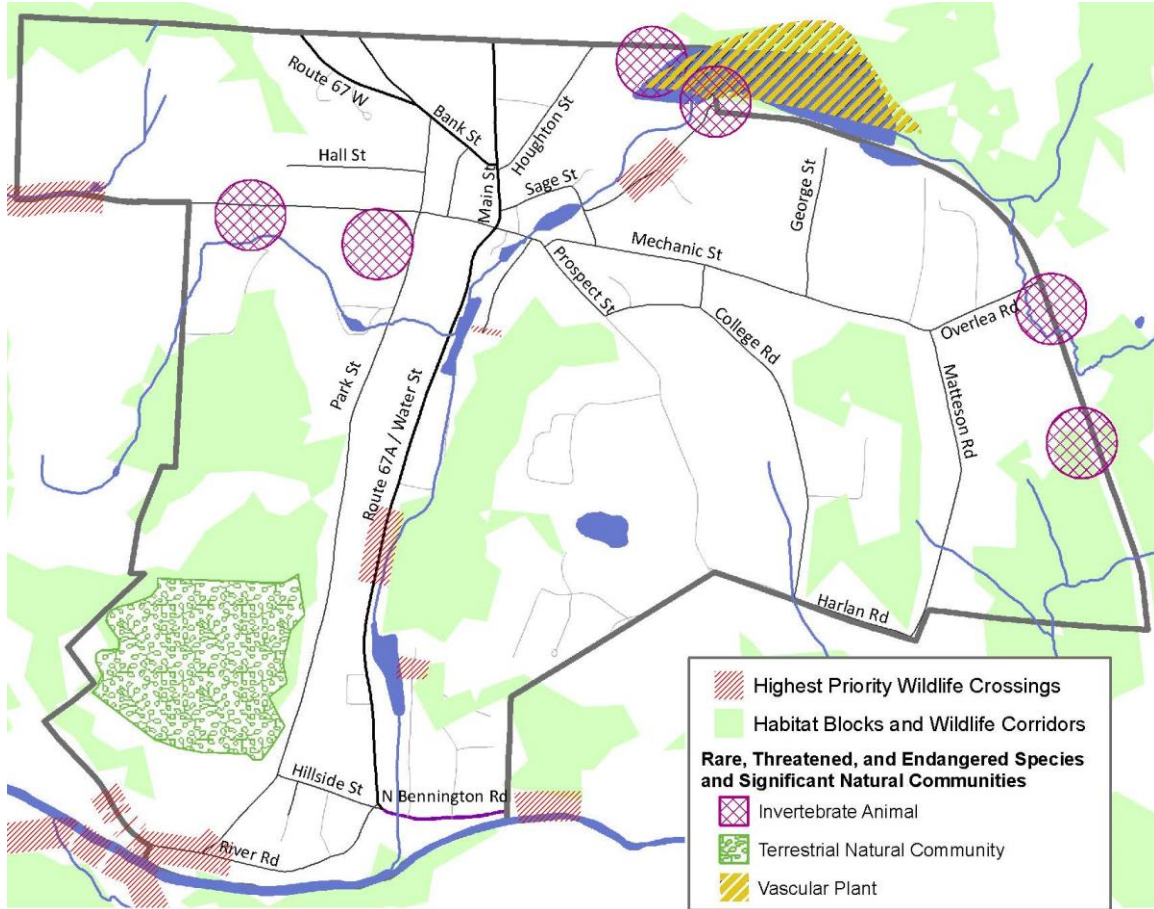 Route 67 W
Bank St
Houghton St
Hall St
Main St
Sage St
George St
Mechanic St
Prospect St
College Rd
Overlea Rd
Matteson Rd
Park St
Route 67A / Water St
Harlan Rd
Hillside St
N Bennington Rd
River Rd
Highest Priority Wildlife Crossings
Habitat Blocks and Wildlife Corridors
Rare, Threatened, and Endangered Species
and Significant Natural Communities
Invertebrate Animal
Terrestrial Natural Community
Vascular Plant